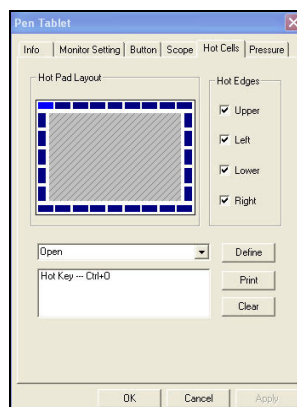 Pen Tablet
Info Monitor Setting Button Scope Hot Cells Pressure
Hot Pad Layout
Hot Edges
Upper
Left
Lower
Right
Open Define
Hot Key --- Ctrl+O
Print
Clear
OK Cancel Apply